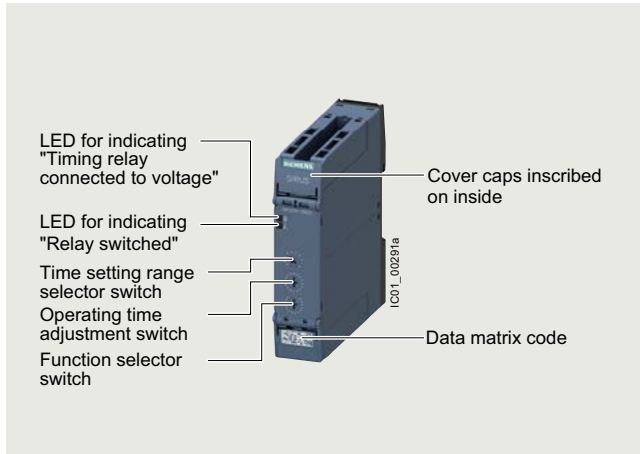 LED for indicating
"Timing relay
connected to voltage"
LED for indicating
"Relay switched"
Time setting range
selector switch
Operating time
adjustment switch
Function selector
switch
SIEMENS
SIRIUS
Cover caps inscribed
on inside
IC01_00291a
Data matrix code